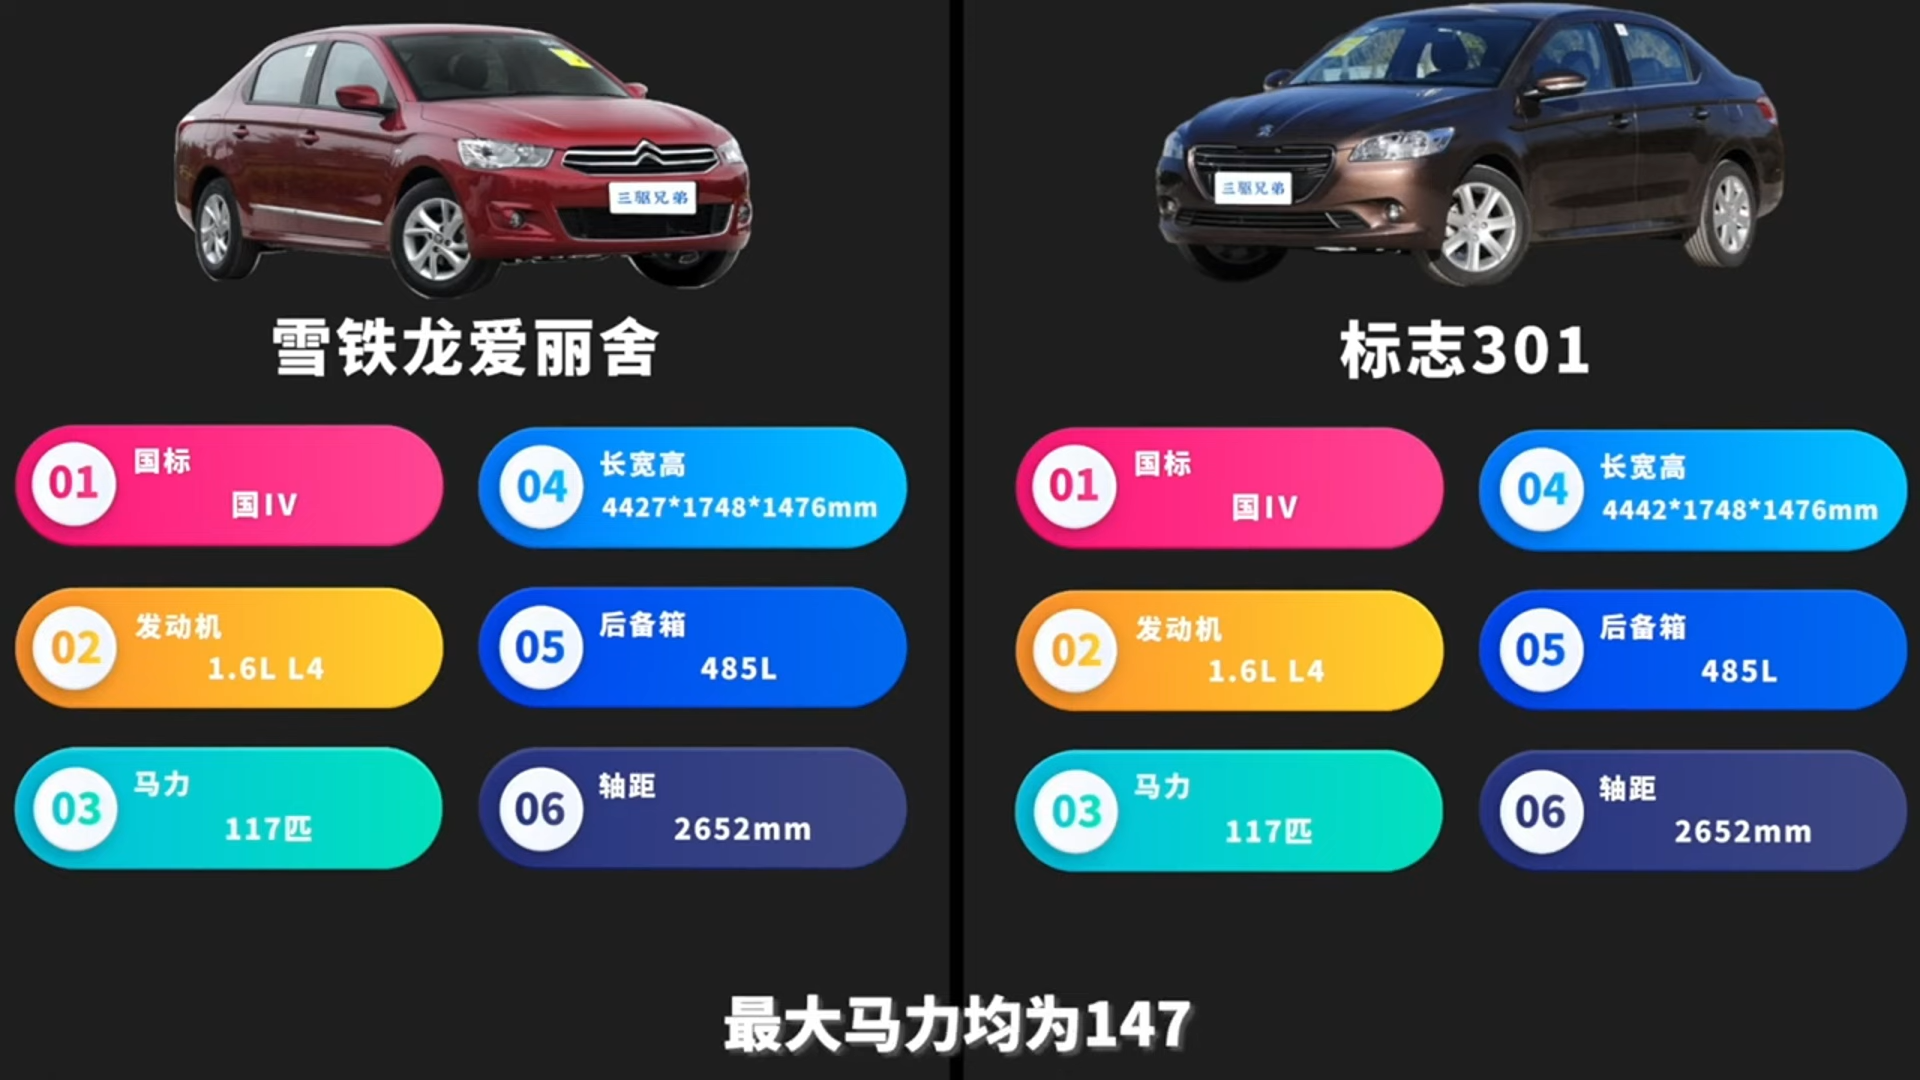 三驱兄弟
雪铁龙爱丽舍
01
国标
国IV
04
长宽高
4427*1748*1476mm
02
发动机
1.6L L4
05
后备箱
485L
03
马力
117匹
06
轴距
2652mm
三驱兄弟
标志301
01
国标
国IV
04
长宽高
4442*1748*1476mm
02
发动机
1.6L L4
05
后备箱
485L
03
马力
117匹
06
轴距
2652mm
最大马力均为147